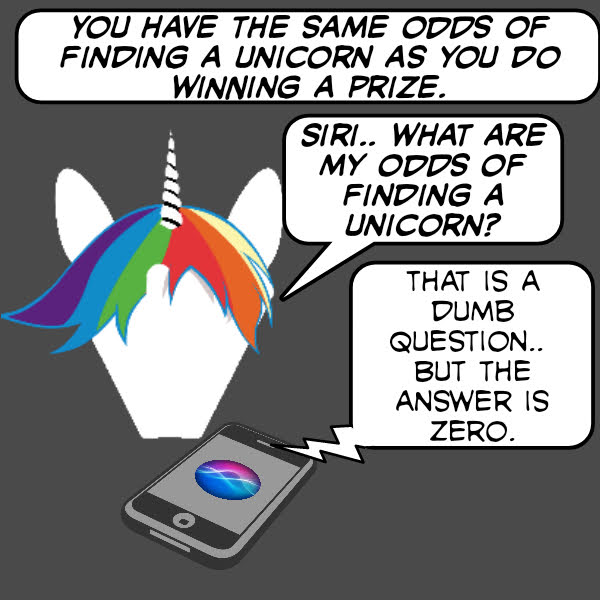 YOU HAVE THE SAME ODDS OF
FINDING A UNICORN AS YOU DO
WINNING A PRIZE.
SIRI.. WHAT ARE
MY ODDS OF
FINDING A
UNICORN?
THAT IS A
DUMB
QUESTION..
BUT THE
ANSWER IS
ZERO.